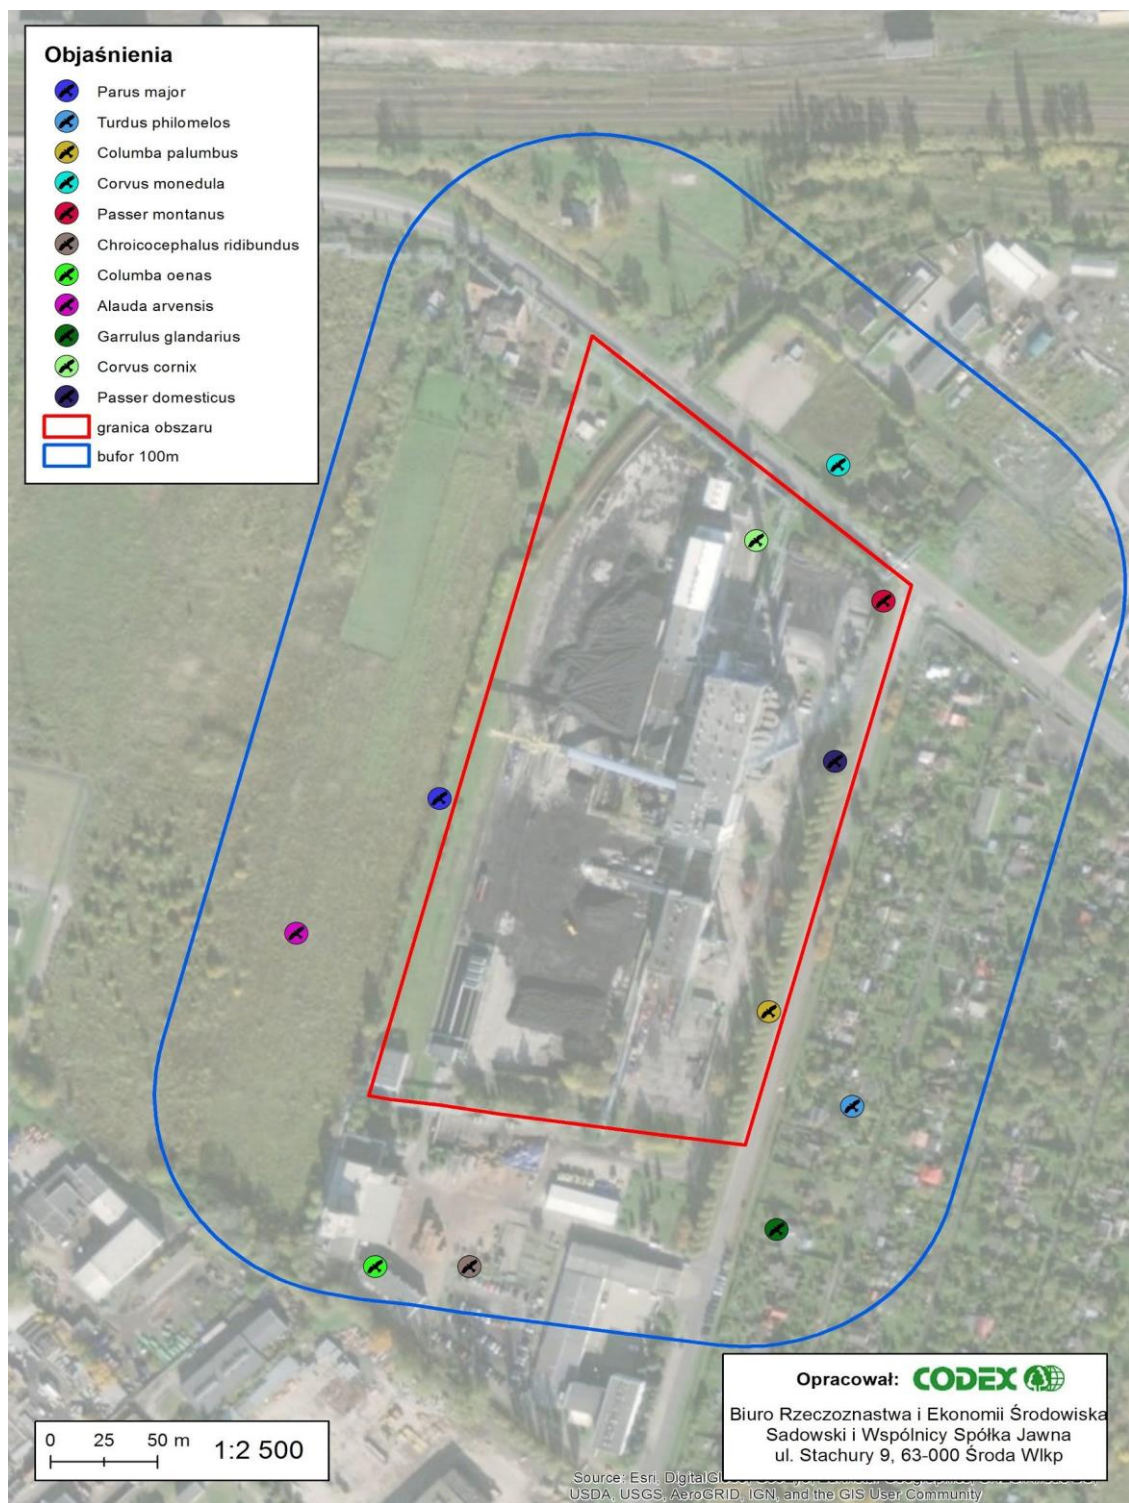 Objaśnienia
Parus major
Turdus philomelos
Columba palumbus
Corvus monedula
Passer montanus
Chroicocephalus ridibundus
Columba oenas
Alauda arvensis
Garrulus glandarius
Corvus cornix
Passer domesticus
granica obszaru
bufor 100m
Opracował: CODEX
Biuro Rzeczoznawstwa i Ekonomii Środowiska
Sadowski i Wspólnicy Spółka Jawna
ul. Stachury 9, 63-000 Środa Wlkp
0 25 50 m 1:2 500
Source: Esri,
USDA, USGS, AeroGRID, IGN, and the GIS User Community